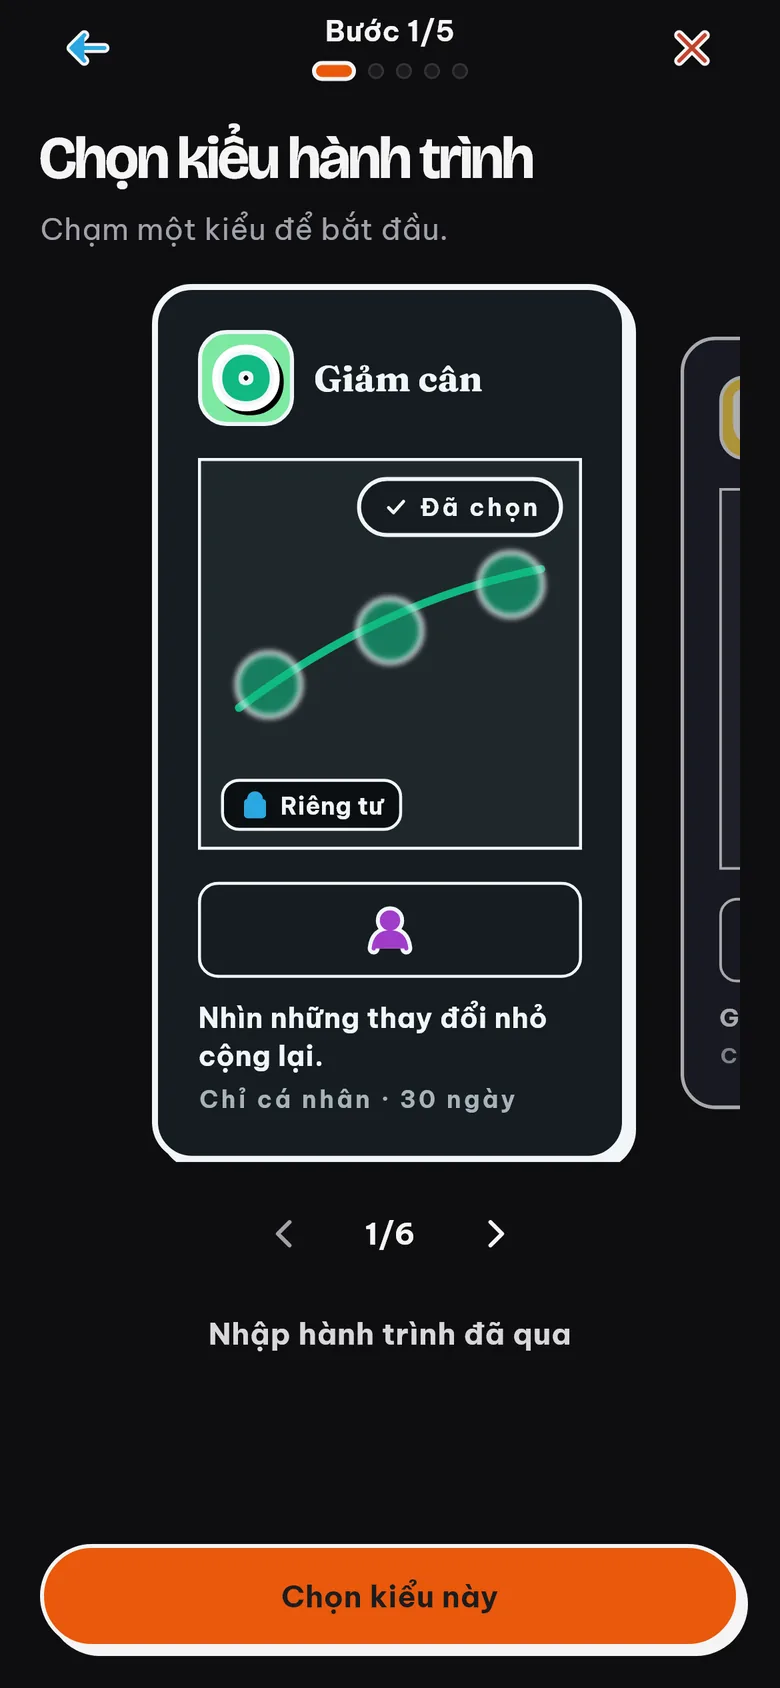 Bước 1/5
Chọn kiểu hành trình
Chạm một kiểu để bắt đầu.
Giảm cân
Đã chọn
Riêng tư
Nhìn những thay đổi nhỏ
cộng lại.
Chỉ cá nhân · 30 ngày
G
C
1/6
Nhập hành trình đã qua
Chọn kiểu này